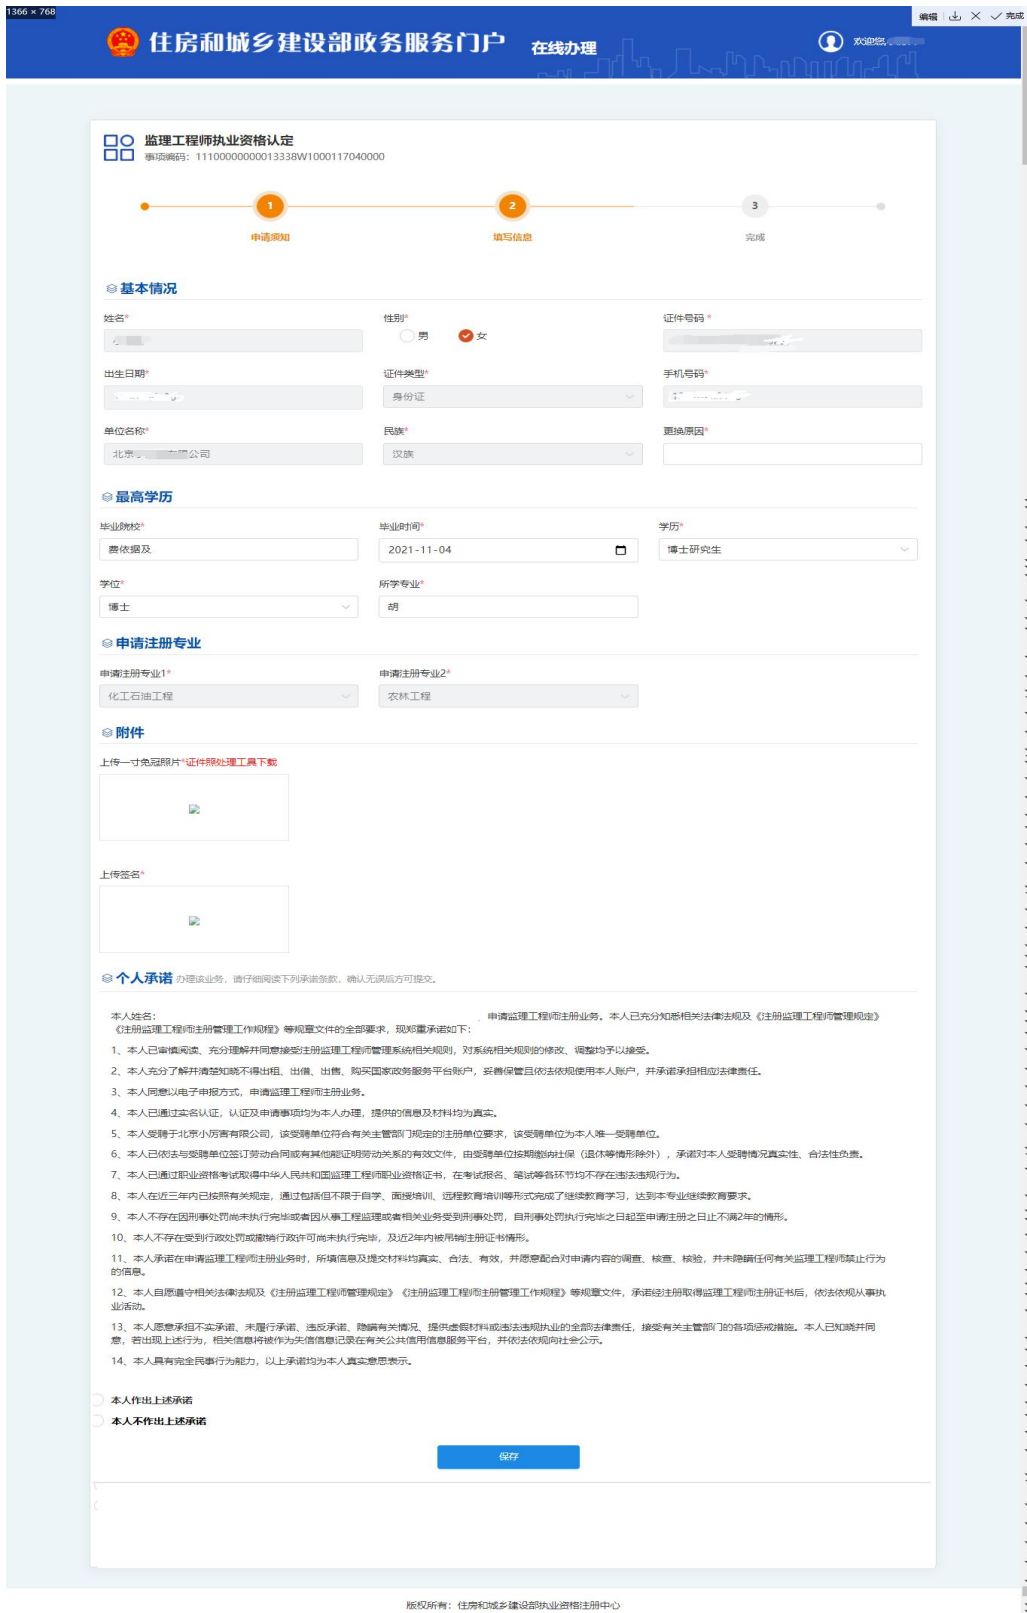 1366 × 768
编辑
完成
住房和城乡建设部政务服务门户 在线办理
欢迎您,
监理工程师执业资格认定
事项编码：11100000000013338W1000117040000
1 2 3
申请须知 填写信息 完成
基本情况
姓名* 性别* 证件号码 *
男 女
出生日期* 证件类型* 手机号码*
身份证
单位名称* 民族* 更换原因*
北京 有限公司 汉族
最高学历
毕业院校* 毕业时间* 学历*
费依据及 2021-11-04 博士研究生
学位* 所学专业*
博士 胡
申请注册专业
申请注册专业1* 申请注册专业2*
化工石油工程 农林工程
附件
上传一寸免冠照片*证件照处理工具下载
上传签名*
个人承诺 办理该业务，请仔细阅读下列承诺条款，确认无误后方可提交。
本人姓名： 、申请监理工程师注册业务。本人已充分知悉相关法律法规及《注册监理工程师管理规定》
《注册监理工程师注册管理工作规程》等规章文件的全部要求，现郑重承诺如下：
1、本人已审慎阅读、充分理解并同意接受注册监理工程师管理系统相关规则，对系统相关规则的修改、调整均予以接受。
2、本人充分了解并清楚知晓不得出租、出借、出售、购买国家政务服务平台账户，妥善保管且依法依规使用本人账户，并承诺承担相应法律责任。
3、本人同意以电子申报方式，申请监理工程师注册业务。
4、本人已通过实名认证，认证及申请事项均为本人办理，提供的信息及材料均为真实。
5、本人受聘于北京小厉害有限公司，该受聘单位符合有关主管部门规定的注册单位要求，该受聘单位为本人唯一受聘单位。
6、本人已依法与受聘单位签订劳动合同或有其他能证明劳动关系的有效文件，由受聘单位按期缴纳社保（退休等情形除外），承诺对本人受聘情况真实性、合法性负责。
7、本人已通过职业资格考试取得中华人民共和国监理工程师职业资格证书，在考试报名、笔试等各环节均不存在违法违规行为。
8、本人在近三年内已按照有关规定，通过包括但不限于自学、面授培训、远程教育培训等形式完成了继续教育学习，达到本专业继续教育要求。
9、本人不存在因刑事处罚尚未执行完毕或者因从事工程监理或者相关业务受到刑事处罚，自刑事处罚执行完毕之日起至申请注册之日止不满2年的情形。
10、本人不存在受到行政处罚或撤销行政许可尚未执行完毕，及近2年内被吊销注册证书情形。
11、本人承诺在申请监理工程师注册业务时，所填信息及提交材料均真实、合法、有效，并愿意配合对申请内容的调查、核查、核验，并未隐瞒任何有关监理工程师禁止行为
的信息。
12、本人自愿遵守相关法律法规及《注册监理工程师管理规定》《注册监理工程师注册管理工作规程》等规章文件，承诺经注册取得监理工程师注册证书后，依法依规从事执
业活动。
13、本人愿意承担不实承诺、未履行承诺、违反承诺、隐瞒有关情况、提供虚假材料或违法违规执业的全部法律责任，接受有关主管部门的各项惩戒措施。本人已知晓并同
意，若出现上述行为，相关信息将被作为失信信息记录在有关公共信用信息服务平台，并依法依规向社会公示。
14、本人具有完全民事行为能力，以上承诺均为本人真实意思表示。
本人作出上述承诺
本人不作出上述承诺
保存
版权所有：住房和城乡建设部执业资格注册中心